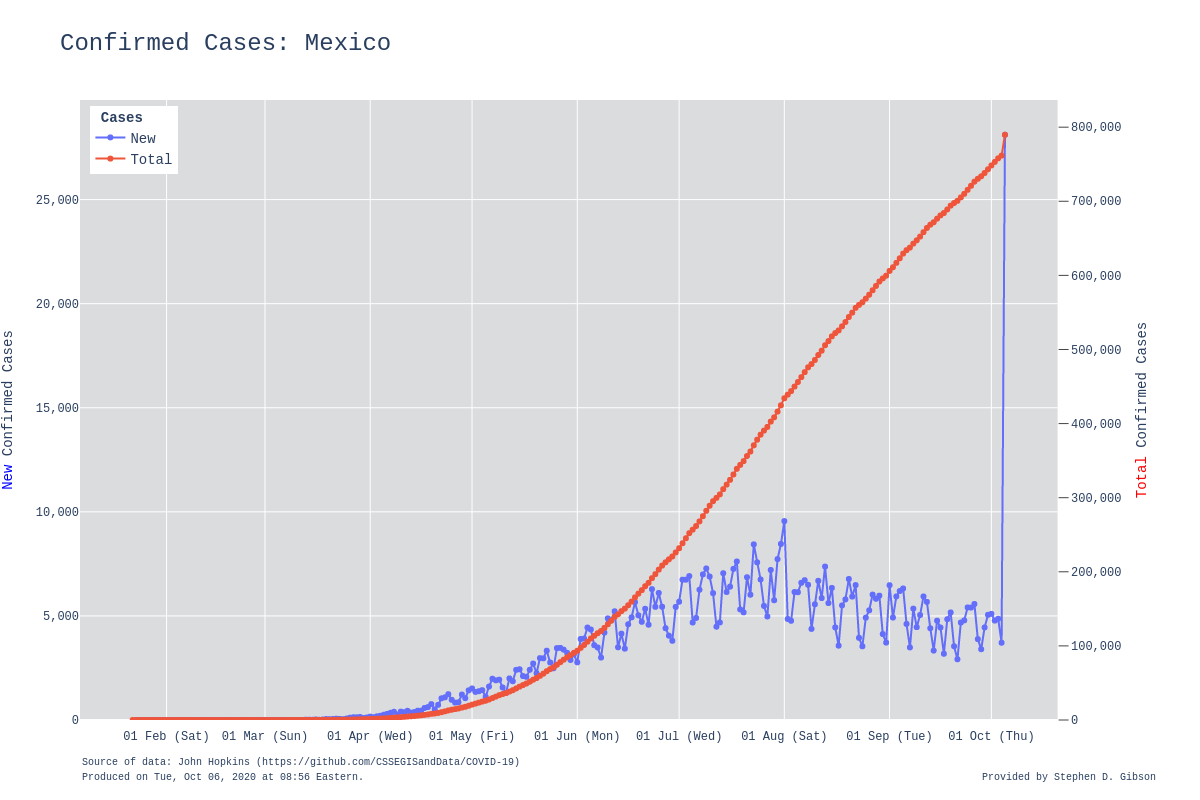 Confirmed Cases: Mexico
Cases
New
Total
25,000
20,000
15,000
10,000
5,000
0
New Confirmed Cases
800,000
700,000
600,000
500,000
400,000
300,000
200,000
100,000
0
Total Confirmed Cases
01 Feb (Sat) 01 Mar (Sun) 01 Apr (Wed) 01 May (Fri) 01 Jun (Mon) 01 Jul (Wed) 01 Aug (Sat) 01 Sep (Tue) 01 Oct (Thu)
Source of data: John Hopkins (https://github.com/CSSEGISandData/COVID-19)
Produced on Tue, Oct 06, 2020 at 08:56 Eastern.
Provided by Stephen D. Gibson